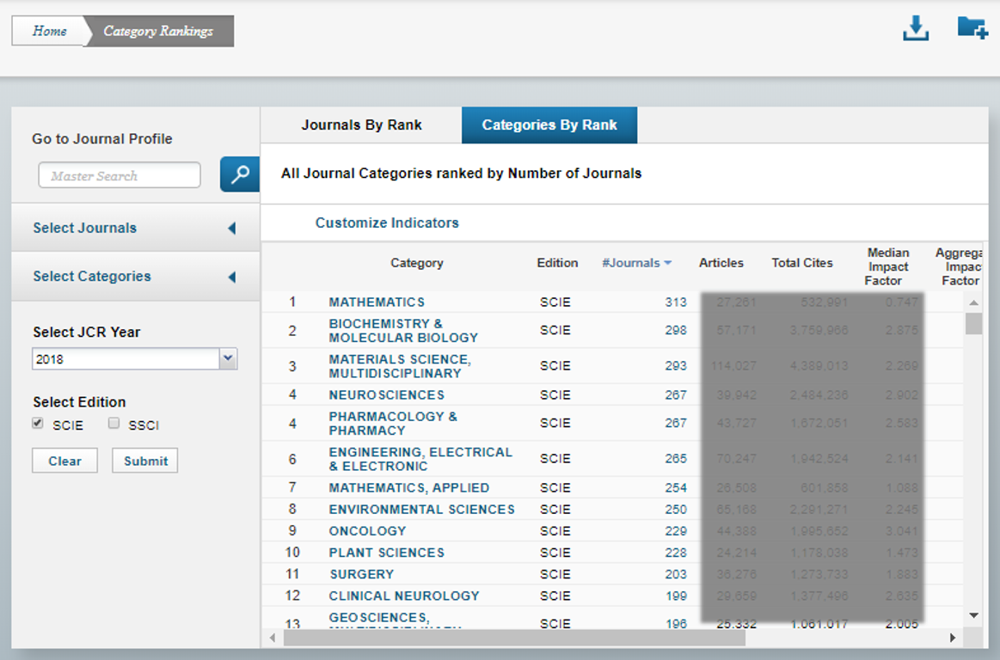 Home Category Rankings
Go to Journal Profile
Master Search
Select Journals
Select Categories
Select JCR Year
2018
Select Edition
SCIE SSCI
Clear Submit
Journals By Rank Categories By Rank
All Journal Categories ranked by Number of Journals
Customize Indicators
Category Edition #Journals Articles Total Cites Median Impact Factor Aggrega Impac Factor
1 MATHEMATICS SCIE 313 27,261 532,991 0.747
2 BIOCHEMISTRY & MOLECULAR BIOLOGY SCIE 298 57,171 3,759,966 2.875
3 MATERIALS SCIENCE, MULTIDISCIPLINARY SCIE 293 114,027 4,389,013 2.269
4 NEUROSCIENCES SCIE 267 39,942 2,484,236 2.902
4 PHARMACOLOGY & PHARMACY SCIE 267 43,727 1,672,051 2.583
6 ENGINEERING, ELECTRICAL & ELECTRONIC SCIE 265 70,247 1,942,524 2.141
7 MATHEMATICS, APPLIED SCIE 254 26,508 601,858 1.088
8 ENVIRONMENTAL SCIENCES SCIE 250 65,168 2,291,271 2.245
9 ONCOLOGY SCIE 229 44,388 1,995,652 3.041
10 PLANT SCIENCES SCIE 228 24,214 1,178,038 1.473
11 SURGERY SCIE 203 36,276 1,273,733 1.883
12 CLINICAL NEUROLOGY SCIE 199 29,659 1,377,496 2.635
13 GEOSCIENCES, SCIE 196 25,332 1,061,017 2.005